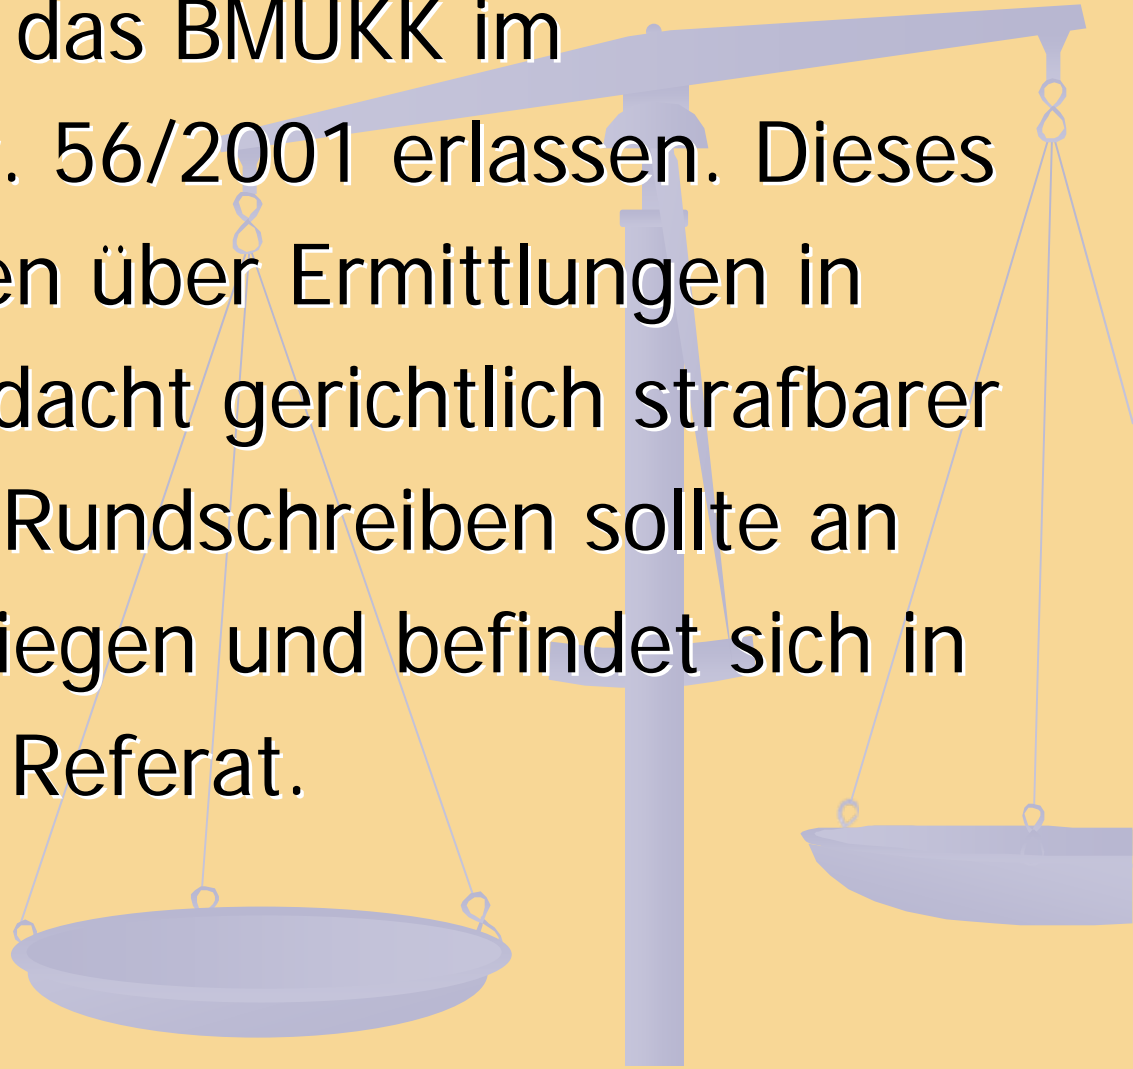 das BMUKK im
. 56/2001 erlassen. Dieses
en über Ermittlungen in
dacht gerichtlich strafbarer
Rundschreiben sollte an
iegen und befindet sich in
Referat.